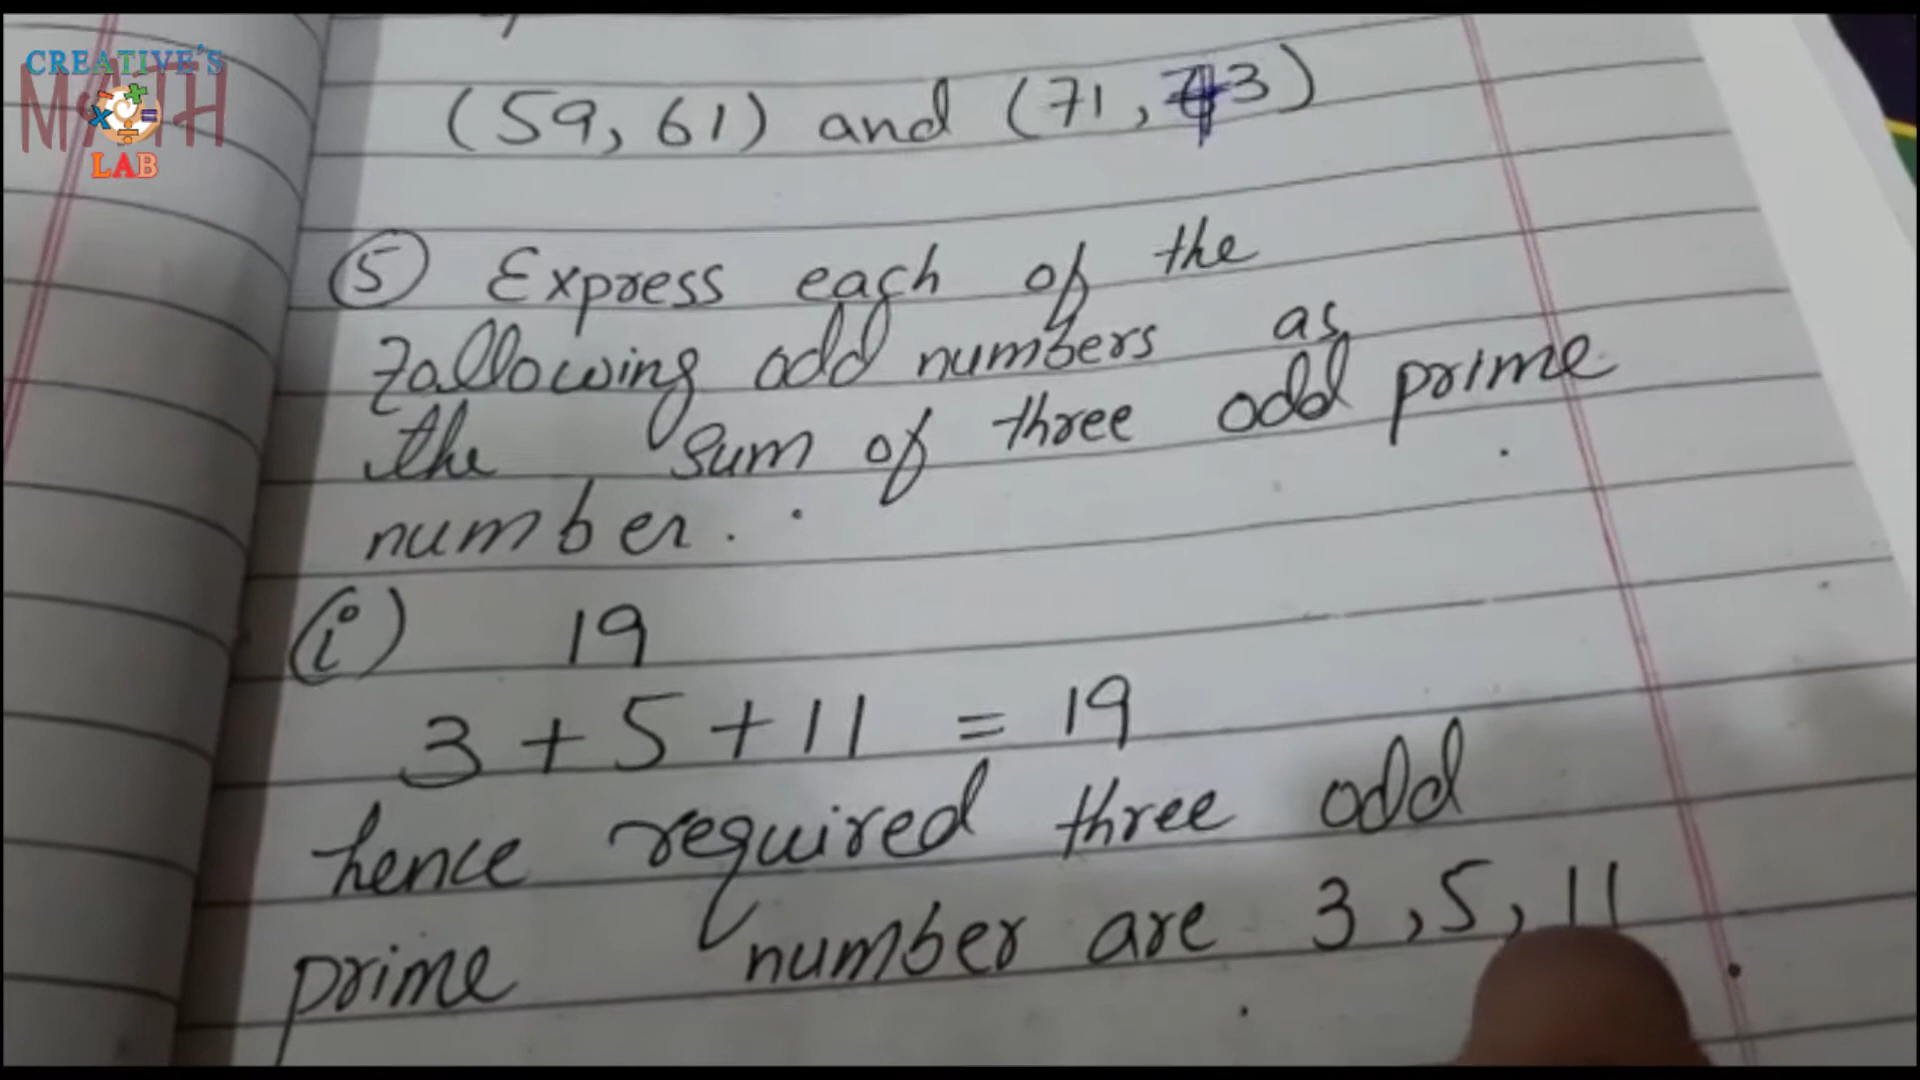 CREATIVE'S
MATH
LAB
(59, 61) and (71, 73)
(5) Express each of the
following odd numbers as
the sum of three odd prime
number.
(i) 19
3 + 5 + 11 = 19
hence required three odd
prime number are 3, 5, 11